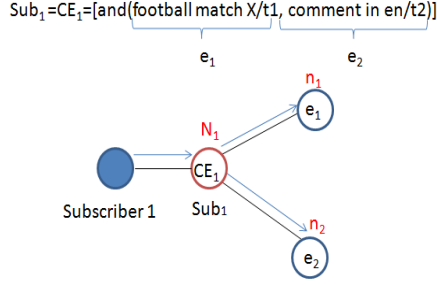 Sub₁=CE₁=[and(football match X/t1, comment in en/t2)]
e₁ e₂
n₁
e₁
N₁
CE₁
Subscriber 1 Sub₁
n₂
e₂